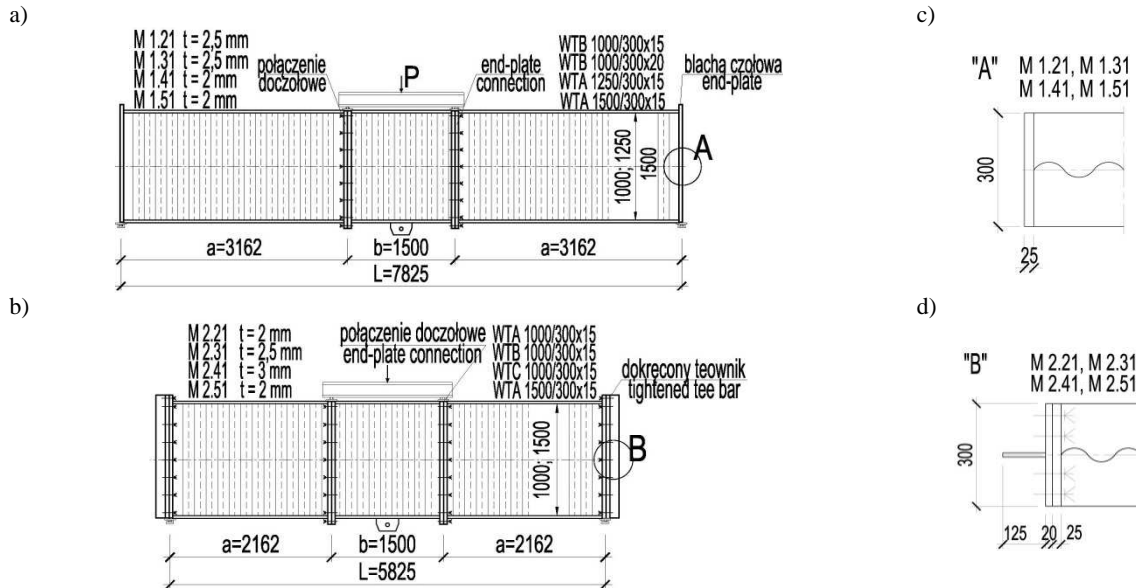 a)
M 1.21 t = 2,5 mm
M 1.31 t = 2,5 mm
M 1.41 t = 2 mm
M 1.51 t = 2 mm
połączenie
doczołowe
P
end-plate
connection
WTB 1000/300x15
WTB 1000/300x20
WTA 1250/300x15
WTA 1500/300x15
blacha czołowa
end-plate
1000; 1250
1500
A
a=3162
b=1500
a=3162
L=7825
c)
"A"
M 1.21, M 1.31
M 1.41, M 1.51
300
25
b)
M 2.21 t = 2 mm
M 2.31 t = 2,5 mm
M 2.41 t = 3 mm
M 2.51 t = 2 mm
połączenie doczołowe
end-plate connection
WTA 1000/300x15
WTB 1000/300x15
WTC 1000/300x15
WTA 1500/300x15
dokręcony teownik
tightened tee bar
1000; 1500
B
a=2162
b=1500
a=2162
L=5825
d)
"B"
M 2.21, M 2.31
M 2.41, M 2.51
300
125
20
25